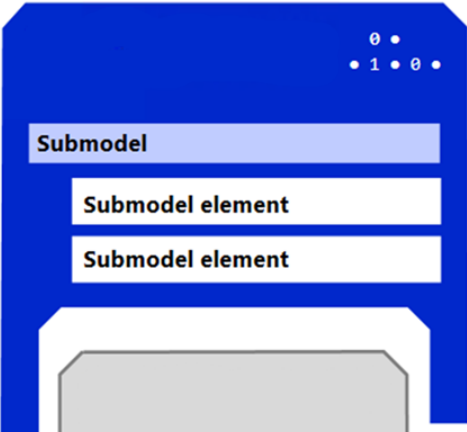 0 •
• 1 • 0 •
Submodel
Submodel element
Submodel element